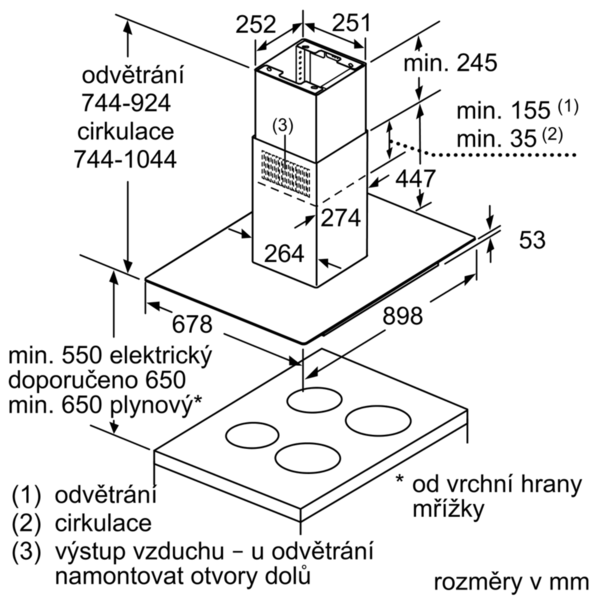 252
251
odvětrání
744-924
cirkulace
744-1044
min. 245
min. 155 (1)
min. 35 (2)
(3)
447
274
264
53
678
898
min. 550 elektrický
doporučeno 650
min. 650 plynový*
* od vrchní hrany
mřížky
(1) odvětrání
(2) cirkulace
(3) výstup vzduchu – u odvětrání
namontovat otvory dolů
rozměry v mm